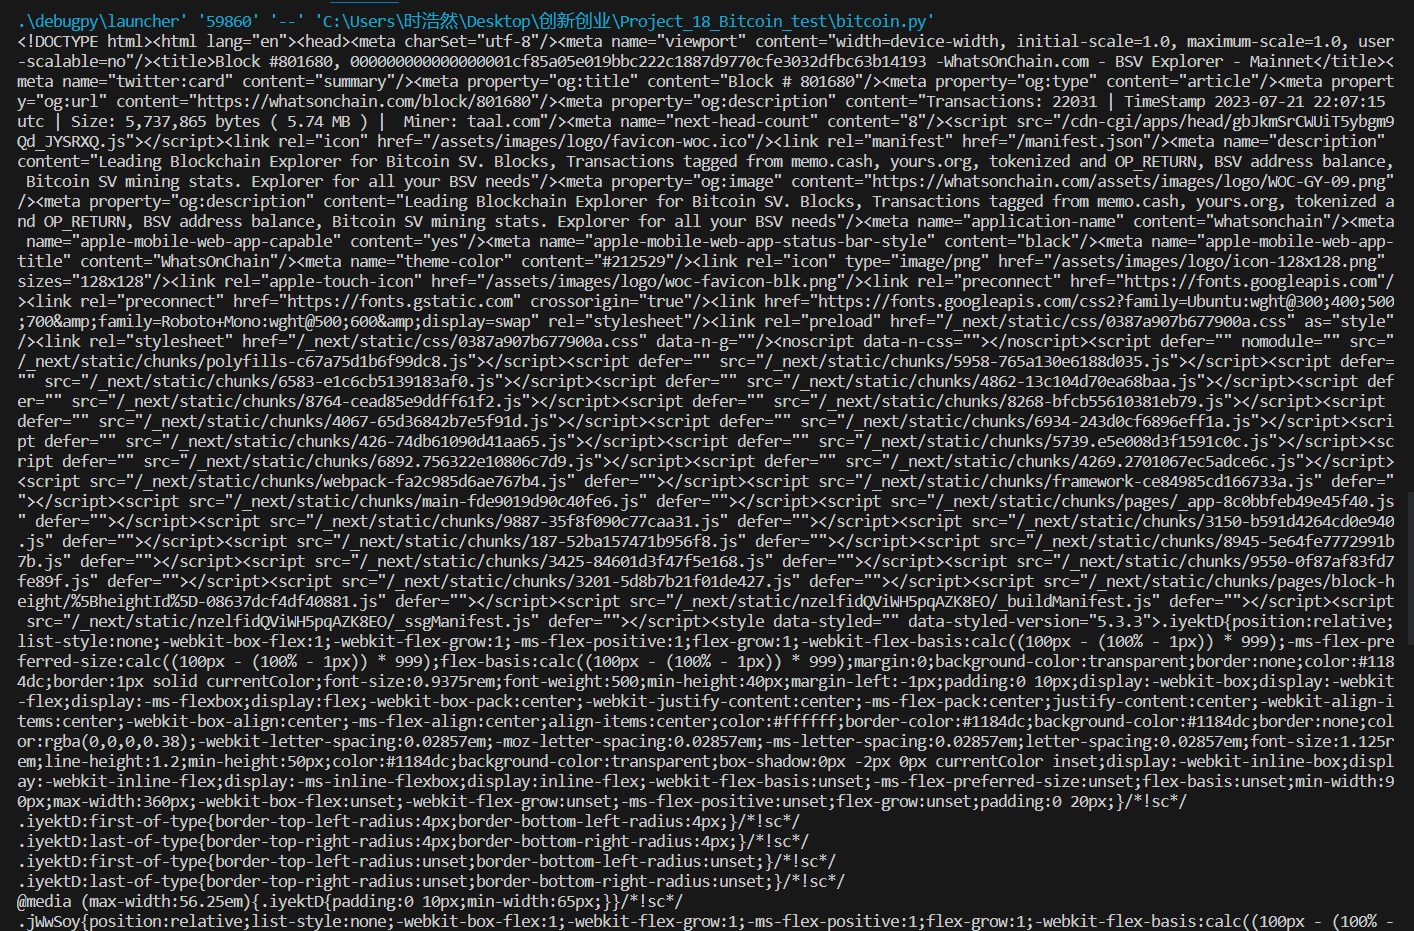 .\debugpy\launcher' '59860' '--' 'C:\Users\时浩然\Desktop\创新创业\Project_18_Bitcoin_test\bitcoin.py'
<!DOCTYPE html><html lang="en"><head><meta charSet="utf-8"/><meta name="viewport" content="width=device-width, initial-scale=1.0, maximum-scale=1.0, user
-scalable=no"/><title>Block #801680, 000000000000000001cf85a05e019bbc222c1887d9770cfe3032dfbc63b14193 -WhatsOnChain.com - BSV Explorer - Mainnet</title><
meta name="twitter:card" content="summary"/><meta property="og:title" content="Block # 801680"/><meta property="og:type" content="article"/><meta propert
y="og:url" content="https://whatsonchain.com/block/801680"/><meta property="og:description" content="Transactions: 22031 | TimeStamp 2023-07-21 22:07:15
utc | Size: 5,737,865 bytes ( 5.74 MB ) |  Miner: taal.com"/><meta name="next-head-count" content="8"/><script src="/cdn-cgi/apps/head/gbJkmSrCWUiT5ybgm9
Qd_JYSRXQ.js"></script><link rel="icon" href="/assets/images/logo/favicon-woc.ico"/><link rel="manifest" href="/manifest.json"/><meta name="description"
content="Leading Blockchain Explorer for Bitcoin SV. Blocks, Transactions tagged from memo.cash, yours.org, tokenized and OP_RETURN, BSV address balance,
 Bitcoin SV mining stats. Explorer for all your BSV needs"/><meta property="og:image" content="https://whatsonchain.com/assets/images/logo/WOC-GY-09.png"
/><meta property="og:description" content="Leading Blockchain Explorer for Bitcoin SV. Blocks, Transactions tagged from memo.cash, yours.org, tokenized a
nd OP_RETURN, BSV address balance, Bitcoin SV mining stats. Explorer for all your BSV needs"/><meta name="application-name" content="whatsonchain"/><meta
 name="apple-mobile-web-app-capable" content="yes"/><meta name="apple-mobile-web-app-status-bar-style" content="black"/><meta name="apple-mobile-web-app-
title" content="WhatsOnChain"/><meta name="theme-color" content="#212529"/><link rel="icon" type="image/png" href="/assets/images/logo/icon-128x128.png"
sizes="128x128"/><link rel="apple-touch-icon" href="/assets/images/logo/woc-favicon-blk.png"/><link rel="preconnect" href="https://fonts.googleapis.com"/
><link rel="preconnect" href="https://fonts.gstatic.com" crossorigin="true"/><link href="https://fonts.googleapis.com/css2?family=Ubuntu:wght@300;400;500
;700&amp;family=Roboto+Mono:wght@500;600&amp;display=swap" rel="stylesheet"/><link rel="preload" href="/_next/static/css/0387a907b677900a.css" as="style"
/><link rel="stylesheet" href="/_next/static/css/0387a907b677900a.css" data-n-g=""/><noscript data-n-css=""></noscript><script defer="" nomodule="" src="
/_next/static/chunks/polyfills-c67a75d1b6f99dc8.js"></script><script defer="" src="/_next/static/chunks/5958-765a130e6188d035.js"></script><script defer=
"" src="/_next/static/chunks/6583-e1c6cb5139183af0.js"></script><script defer="" src="/_next/static/chunks/4862-13c104d70ea68baa.js"></script><script def
er="" src="/_next/static/chunks/8764-cead85e9ddff61f2.js"></script><script defer="" src="/_next/static/chunks/8268-bfcb55610381eb79.js"></script><script
defer="" src="/_next/static/chunks/4067-65d36842b7e5f91d.js"></script><script defer="" src="/_next/static/chunks/6934-243d0cf6896eff1a.js"></script><scri
pt defer="" src="/_next/static/chunks/426-74db61090d41aa65.js"></script><script defer="" src="/_next/static/chunks/5739.e5e008d3f1591c0c.js"></script><sc
ript defer="" src="/_next/static/chunks/6892.756322e10806c7d9.js"></script><script defer="" src="/_next/static/chunks/4269.2701067ec5adce6c.js"></script>
<script src="/_next/static/chunks/webpack-fa2c985d6ae767b4.js" defer=""></script><script src="/_next/static/chunks/framework-ce84985cd166733a.js" defer="
"></script><script src="/_next/static/chunks/main-fde9019d90c40fe6.js" defer=""></script><script src="/_next/static/chunks/pages/_app-8c0bbfeb49e45f40.js
" defer=""></script><script src="/_next/static/chunks/9887-35f8f090c77caa31.js" defer=""></script><script src="/_next/static/chunks/3150-b591d4264cd0e940
.js" defer=""></script><script src="/_next/static/chunks/187-52ba157471b956f8.js" defer=""></script><script src="/_next/static/chunks/8945-5e64fe7772991b
7b.js" defer=""></script><script src="/_next/static/chunks/3425-84601d3f47f5e168.js" defer=""></script><script src="/_next/static/chunks/9550-0f87af83fd7
fe89f.js" defer=""></script><script src="/_next/static/chunks/3201-5d8b7b21f01de427.js" defer=""></script><script src="/_next/static/chunks/pages/block-h
eight/%5BheightId%5D-08637dcf4df40881.js" defer=""></script><script src="/_next/static/nzelfidQViWH5pqAZK8EO/_buildManifest.js" defer=""></script><script
 src="/_next/static/nzelfidQViWH5pqAZK8EO/_ssgManifest.js" defer=""></script><style data-styled="" data-styled-version="5.3.3">.iyektD{position:relative;
list-style:none;-webkit-box-flex:1;-webkit-flex-grow:1;-ms-flex-positive:1;flex-grow:1;-webkit-flex-basis:calc((100px - (100% - 1px)) * 999);-ms-flex-pre
ferred-size:calc((100px - (100% - 1px)) * 999);flex-basis:calc((100px - (100% - 1px)) * 999);margin:0;background-color:transparent;border:none;color:#118
4dc;border:1px solid currentColor;font-size:0.9375rem;font-weight:500;min-height:40px;margin-left:-1px;padding:0 10px;display:-webkit-box;display:-webkit
-flex;display:-ms-flexbox;display:flex;-webkit-box-pack:center;-webkit-justify-content:center;-ms-flex-pack:center;justify-content:center;-webkit-align-i
tems:center;-webkit-box-align:center;-ms-flex-align:center;align-items:center;color:#ffffff;border-color:#1184dc;background-color:#1184dc;border:none;col
or:rgba(0,0,0,0.38);-webkit-letter-spacing:0.02857em;-moz-letter-spacing:0.02857em;-ms-letter-spacing:0.02857em;letter-spacing:0.02857em;font-size:1.125r
em;line-height:1.2;min-height:50px;color:#1184dc;background-color:transparent;box-shadow:0px -2px 0px currentColor inset;display:-webkit-inline-box;displ
ay:-webkit-inline-flex;display:-ms-inline-flexbox;display:inline-flex;-webkit-flex-basis:unset;-ms-flex-preferred-size:unset;flex-basis:unset;min-width:9
0px;max-width:360px;-webkit-box-flex:unset;-webkit-flex-grow:unset;-ms-flex-positive:unset;flex-grow:unset;padding:0 20px;}/*!sc*/
.iyektD:first-of-type{border-top-left-radius:4px;border-bottom-left-radius:4px;}/*!sc*/
.iyektD:last-of-type{border-top-right-radius:4px;border-bottom-right-radius:4px;}/*!sc*/
.iyektD:first-of-type{border-top-left-radius:unset;border-bottom-left-radius:unset;}/*!sc*/
.iyektD:last-of-type{border-top-right-radius:unset;border-bottom-right-radius:unset;}/*!sc*/
@media (max-width:56.25em){.iyektD{padding:0 10px;min-width:65px;}}/*!sc*/
.jWwSoy{position:relative;list-style:none;-webkit-box-flex:1;-webkit-flex-grow:1;-ms-flex-positive:1;flex-grow:1;-webkit-flex-basis:calc((100px - (100% -